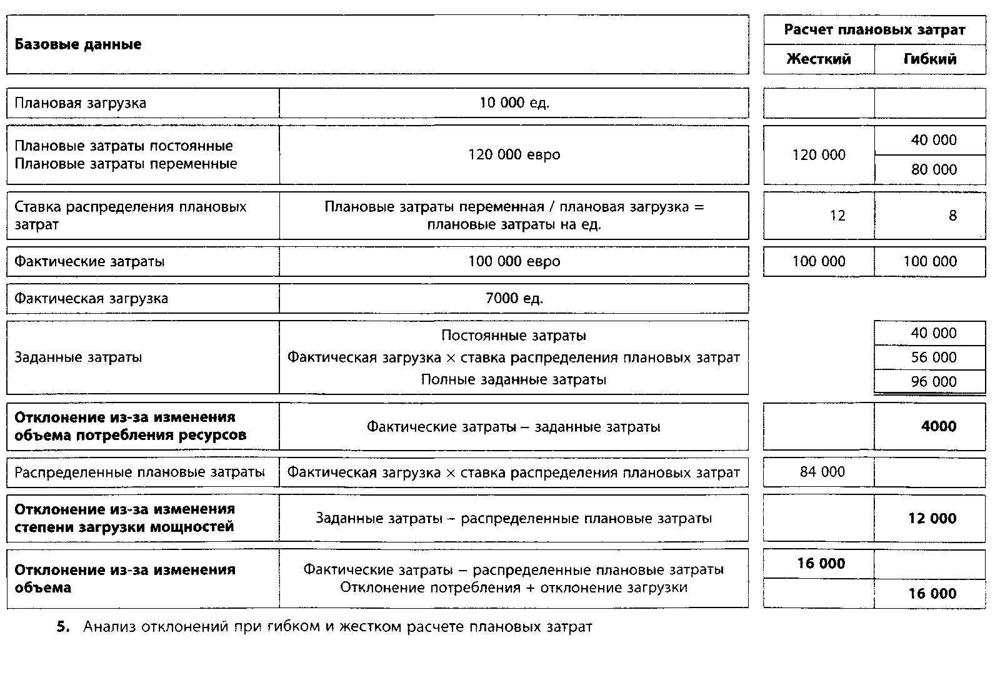 Базовые данные
Расчет плановых затрат
Жесткий
Гибкий
Плановая загрузка
10 000 ед.
Плановые затраты постоянные
Плановые затраты переменные
120 000 евро
120 000
40 000
80 000
Ставка распределения плановых
затрат
Плановые затраты переменная / плановая загрузка =
плановые затраты на ед.
12
8
Фактические затраты
100 000 евро
100 000
100 000
Фактическая загрузка
7000 ед.
Заданные затраты
Постоянные затраты
Фактическая загрузка × ставка распределения плановых затрат
Полные заданные затраты
40 000
56 000
96 000
Отклонение из-за изменения
объема потребления ресурсов
Фактические затраты – заданные затраты
4000
Распределенные плановые затраты
Фактическая загрузка × ставка распределения плановых затрат
84 000
Отклонение из-за изменения
степени загрузки мощностей
Заданные затраты – распределенные плановые затраты
12 000
Отклонение из-за изменения
объема
Фактические затраты – распределенные плановые затраты
Отклонение потребления + отклонение загрузки
16 000
16 000
5. Анализ отклонений при гибком и жестком расчете плановых затрат